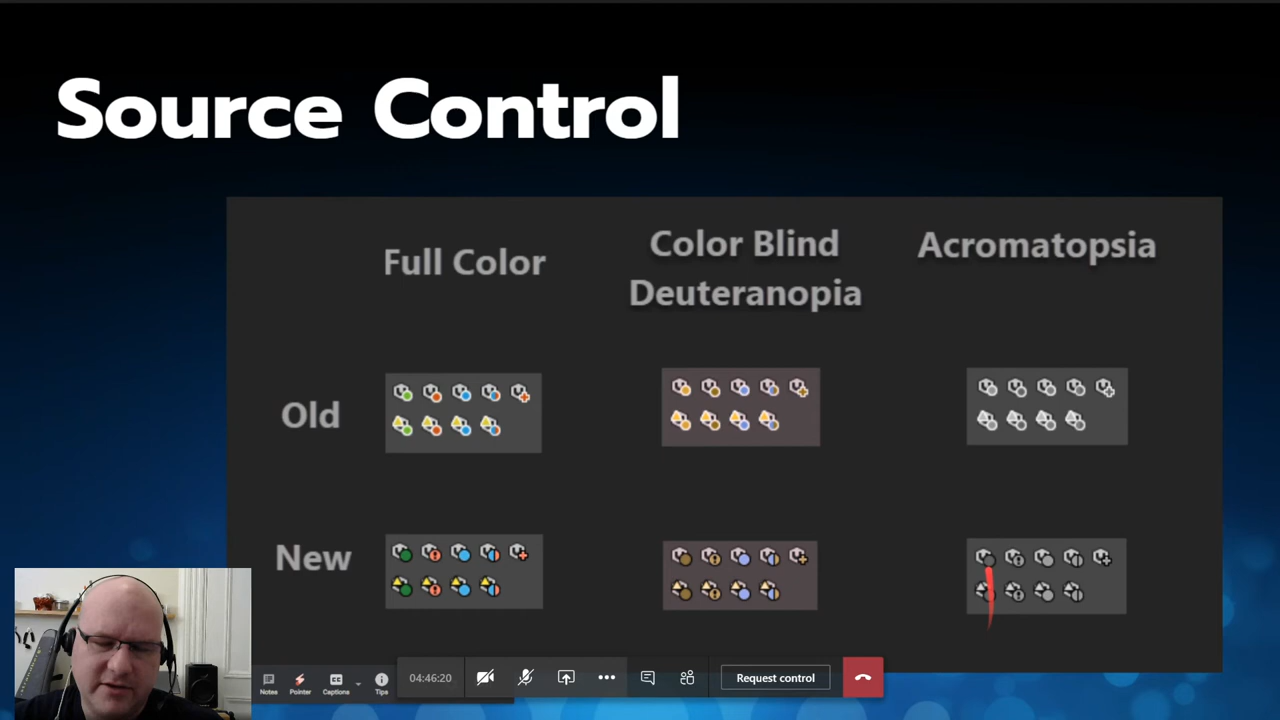 Source Control
Full Color
Color Blind
Deuteranopia
Acromatopsia
Old
New
Notes
Pointer
Captions
Tips
04:46:20
Request control